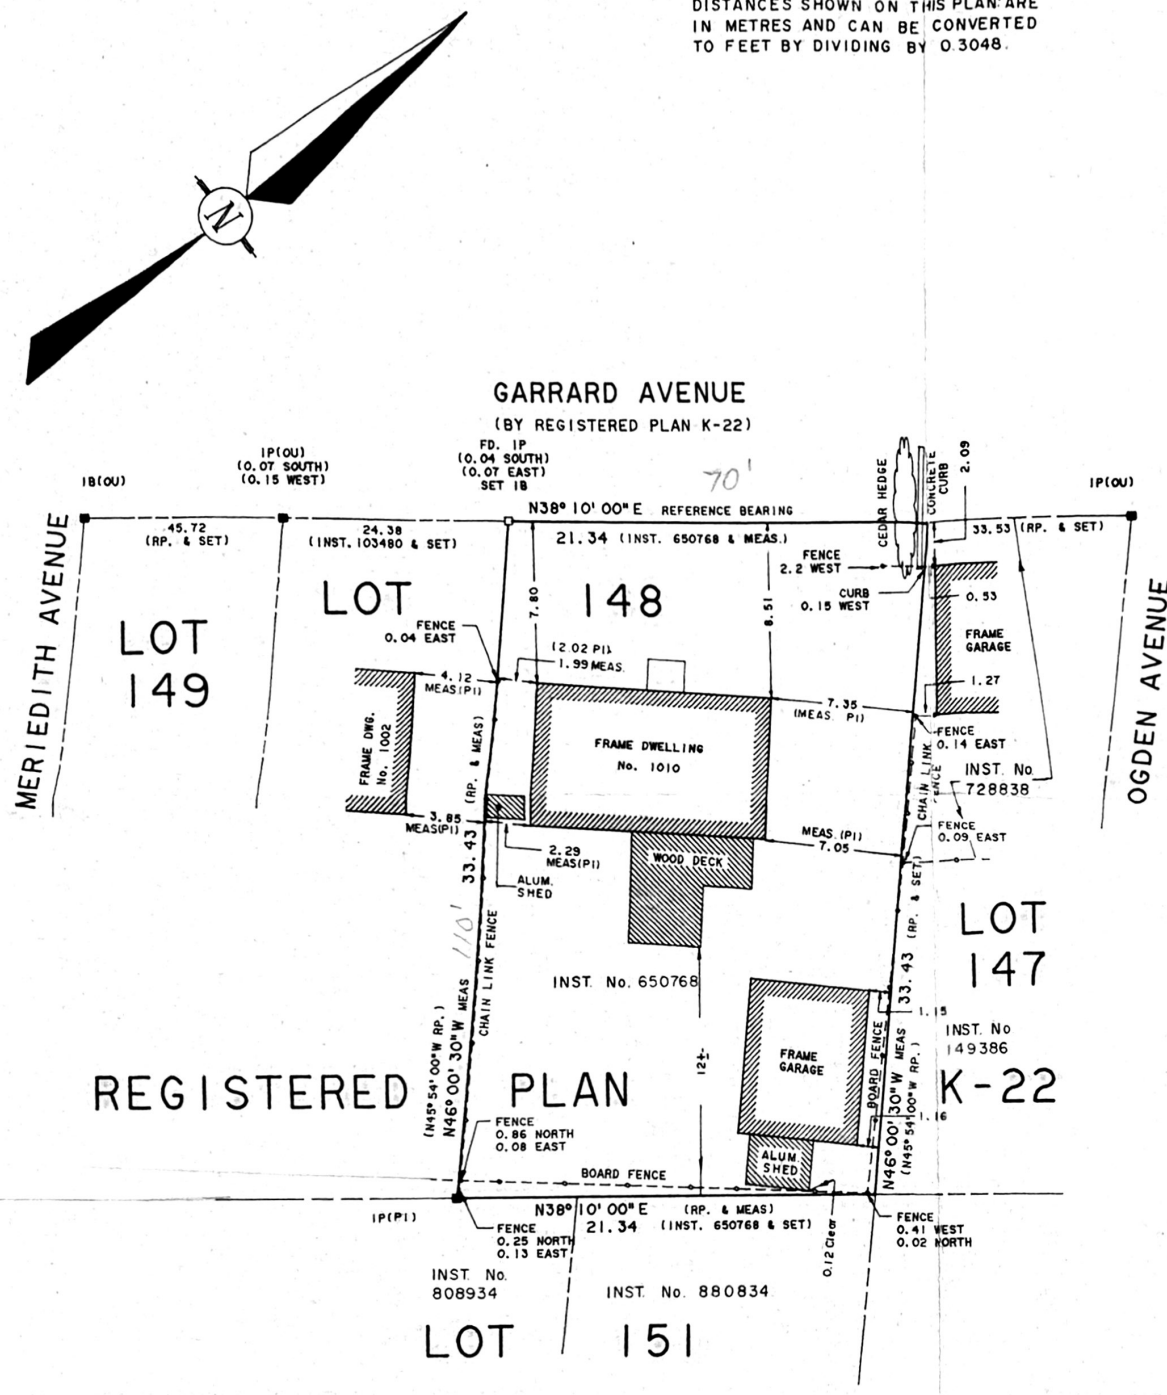 DISTANCES SHOWN ON THIS PLAN ARE
IN METRES AND CAN BE CONVERTED
TO FEET BY DIVIDING BY 0.3048.
N
GARRARD AVENUE
(BY REGISTERED PLAN K-22)
IB(OU)
IP(OU)
(0.07 SOUTH)
(0.15 WEST)
FD. IP
(0.04 SOUTH)
(0.07 EAST)
SET IB
70'
CEDAR HEDGE
CONCRETE
CURB
2.09
IP(OU)
MERIEDITH AVENUE
45.72
(RP. & SET)
24.38
(INST. 103480 & SET)
N38° 10' 00" E REFERENCE BEARING
21.34 (INST. 650768 & MEAS.)
33.53 (RP. & SET)
OGDEN AVENUE
FENCE
2.2 WEST
CURB
0.15 WEST
0.53
FRAME
GARAGE
1.27
LOT
149
LOT
148
7.80
8.51
FENCE
0.04 EAST
(2.02 PI)
1.99 MEAS.
4.12
MEAS(PI)
7.35
(MEAS. PI)
FRAME DWG.
No. 1002
FRAME DWELLING
No. 1010
FENCE
0.14 EAST
INST. No.
728838
CHAIN LINK
FENCE
FENCE
0.09 EAST
3.85
MEAS(PI)
2.29
MEAS(PI)
ALUM.
SHED
MEAS.(PI)
7.05
WOOD DECK
33.43 (RP. & MEAS)
110'
CHAIN LINK FENCE
N46° 00' 30" W MEAS
(N45° 54' 00" W RP.)
INST. No. 650768
12±
LOT
147
33.43 (RP. & SET)
N46° 00' 30" W MEAS
(N45° 54' 00" W RP.)
1.15
INST. No
149386
FRAME
GARAGE
BOARD FENCE
1.16
REGISTERED PLAN K-22
FENCE
0.86 NORTH
0.08 EAST
ALUM.
SHED
BOARD FENCE
IP(PI)
N38° 10' 00" E (RP. & MEAS)
21.34 (INST. 650768 & SET)
FENCE
0.25 NORTH
0.13 EAST
0.12 Clear
FENCE
0.41 WEST
0.02 NORTH
INST. No.
808934
INST. No. 880834
LOT 151